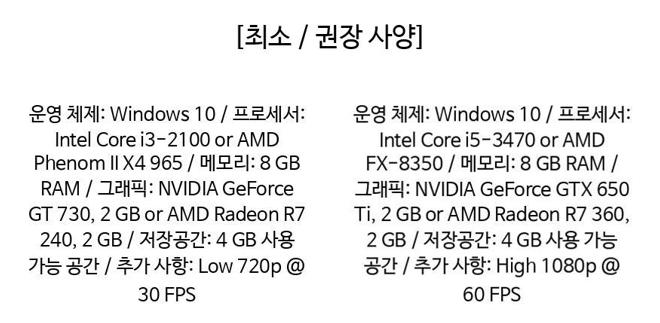 [최소 / 권장 사양]
운영 체제: Windows 10 / 프로세서:
Intel Core i3-2100 or AMD
Phenom II X4 965 / 메모리: 8 GB
RAM / 그래픽: NVIDIA GeForce
GT 730, 2 GB or AMD Radeon R7
240, 2 GB / 저장공간: 4 GB 사용
가능 공간 / 추가 사항: Low 720p @
30 FPS
운영 체제: Windows 10 / 프로세서:
Intel Core i5-3470 or AMD
FX-8350 / 메모리: 8 GB RAM /
그래픽: NVIDIA GeForce GTX 650
Ti, 2 GB or AMD Radeon R7 360,
2 GB / 저장공간: 4 GB 사용 가능
공간 / 추가 사항: High 1080p @
60 FPS